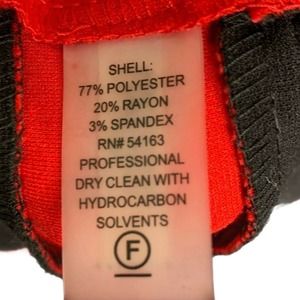 SHELL:
77% POLYESTER
20% RAYON
3% SPANDEX
RN# 54163
PROFESSIONAL
DRY CLEAN WITH
HYDROCARBON
SOLVENTS
F